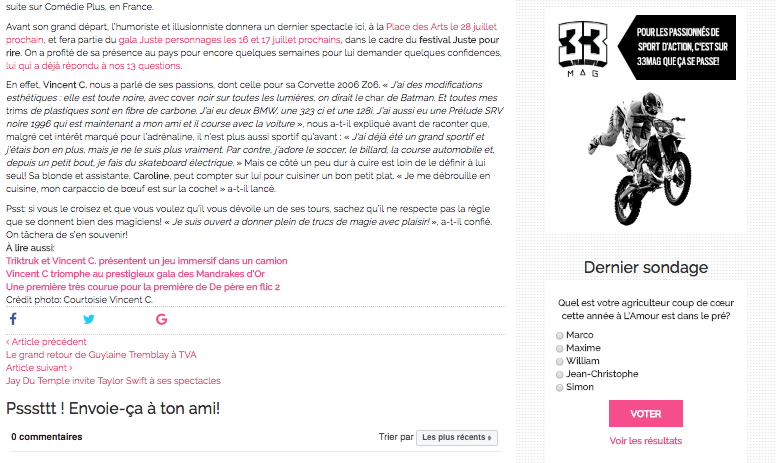 suite sur Comédie Plus, en France.
Avant son grand départ, l'humoriste et illusionniste donnera un dernier spectacle ici, à la Place des Arts le 28 juillet
prochain, et fera partie du gala Juste personnages les 16 et 17 juillet prochains, dans le cadre du festival Juste pour
rire. On a profité de sa présence au pays pour encore quelques semaines pour lui demander quelques confidences,
lui qui a déjà répondu à nos 13 questions.
En effet, Vincent C. nous a parlé de ses passions, dont celle pour sa Corvette 2006 Z06. « J'ai des modifications
esthétiques : elle est toute noire, avec cover noir sur toutes les lumières, on dirait le char de Batman. Et toutes mes
trims de plastiques sont en fibre de carbone. J'ai eu deux BMW, une 323 ci et une 128i. J'ai aussi eu une Prélude SRV
noire 1996 qui est maintenant a mon ami et il course avec la voiture », nous a-t-il expliqué avant de raconter que,
malgré cet intérêt marqué pour l'adrénaline, il n'est plus aussi sportif qu'avant : « J'ai déjà été un grand sportif et
j'étais bon en plus, mais je ne le suis plus vraiment. Par contre, j'adore le soccer, le billard, la course automobile et,
depuis un petit bout, je fais du skateboard électrique. » Mais ce côté un peu dur à cuire est loin de le définir à lui
seul! Sa blonde et assistante, Caroline, peut compter sur lui pour cuisiner un bon petit plat. « Je me débrouille en
cuisine, mon carpaccio de bœuf est sur la coche! » a-t-il lancé.
Psst: si vous le croisez et que vous voulez qu'il vous dévoile un de ses tours, sachez qu'il ne respecte pas la règle
que se donnent bien des magiciens! « Je suis ouvert a donner plein de trucs de magie avec plaisir! », a-t-il confié.
On tâchera de s'en souvenir!
À lire aussi:
Triktruk et Vincent C. présentent un jeu immersif dans un camion
Vincent C triomphe au prestigieux gala des Mandrakes d'Or
Une première très courue pour la première de De père en flic 2
Crédit photo: Courtoisie Vincent C.
‹ Article précédent
Le grand retour de Guylaine Tremblay à TVA
Article suivant ›
Jay Du Temple invite Taylor Swift à ses spectacles
Psssttt ! Envoie-ça à ton ami!
0 commentaires
Trier par Les plus récents
33
MAG
POUR LES PASSIONNÉS DE
SPORT D'ACTION, C'EST SUR
33MAG QUE ÇA SE PASSE!
Dernier sondage
Quel est votre agriculteur coup de cœur
cette année à L'Amour est dans le pré?
Marco
Maxime
William
Jean-Christophe
Simon
VOTER
Voir les résultats